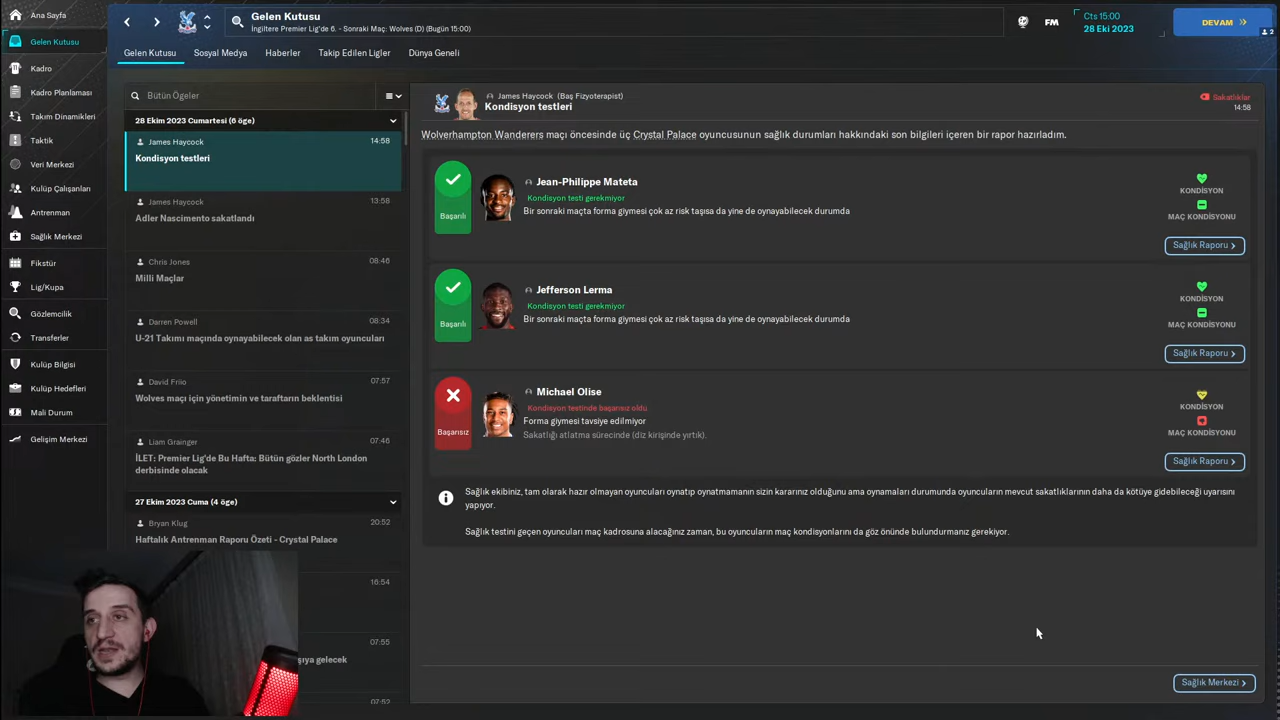 Ana Sayfa
Gelen Kutusu
Kadro
Kadro Planlaması
Takım Dinamikleri
Taktik
Veri Merkezi
Kulüp Çalışanları
Antrenman
Sağlık Merkezi
Fikstür
Lig/Kupa
Gözlemcilik
Transferler
Kulüp Bilgisi
Kulüp Hedefleri
Mali Durum
Gelişim Merkezi
Gelen Kutusu
İngiltere Premier Lig'de 6. - Sonraki Maç: Wolves (D) (Bugün 15:00)
FM
Cts 15:00
28 Eki 2023
DEVAM
2
Gelen Kutusu
Sosyal Medya
Haberler
Takip Edilen Ligler
Dünya Geneli
Bütün Ögeler
28 Ekim 2023 Cumartesi (6 öge)
James Haycock 14:58
Kondisyon testleri
James Haycock 13:58
Adler Nascimento sakatlandı
Chris Jones 08:46
Milli Maçlar
Darren Powell 08:34
U-21 Takımı maçında oynayabilecek olan as takım oyuncuları
David Friio 07:57
Wolves maçı için yönetimin ve taraftarın beklentisi
Liam Grainger 07:46
İLET: Premier Lig'de Bu Hafta: Bütün gözler North London
derbisinde olacak
27 Ekim 2023 Cuma (4 öge)
Bryan Klug 20:52
Haftalık Antrenman Raporu Özeti - Crystal Palace
16:54
07:55
şıya gelecek
07:52
James Haycock (Baş Fizyoterapist)
Kondisyon testleri
Sakatlıklar
14:58
Wolverhampton Wanderers maçı öncesinde üç Crystal Palace oyuncusunun sağlık durumları hakkındaki son bilgileri içeren bir rapor hazırladım.
Başarılı
Jean-Philippe Mateta
Kondisyon testi gerekmiyor
Bir sonraki maçta forma giymesi çok az risk taşısa da yine de oynayabilecek durumda
KONDİSYON
MAÇ KONDİSYONU
Sağlık Raporu
Başarılı
Jefferson Lerma
Kondisyon testi gerekmiyor
Bir sonraki maçta forma giymesi çok az risk taşısa da yine de oynayabilecek durumda
KONDİSYON
MAÇ KONDİSYONU
Sağlık Raporu
Başarısız
Michael Olise
Kondisyon testinde başarısız oldu
Forma giymesi tavsiye edilmiyor
Sakatlığı atlatma sürecinde (diz kirişinde yırtık).
KONDİSYON
MAÇ KONDİSYONU
Sağlık Raporu
Sağlık ekibiniz, tam olarak hazır olmayan oyuncuları oynatıp oynatmamanın sizin kararınız olduğunu ama oynamaları durumunda oyuncuların mevcut sakatlıklarının daha da kötüye gidebileceği uyarısını
yapıyor.
Sağlık testini geçen oyuncuları maç kadrosuna alacağınız zaman, bu oyuncuların maç kondisyonlarını da göz önünde bulundurmanız gerekiyor.
Sağlık Merkezi